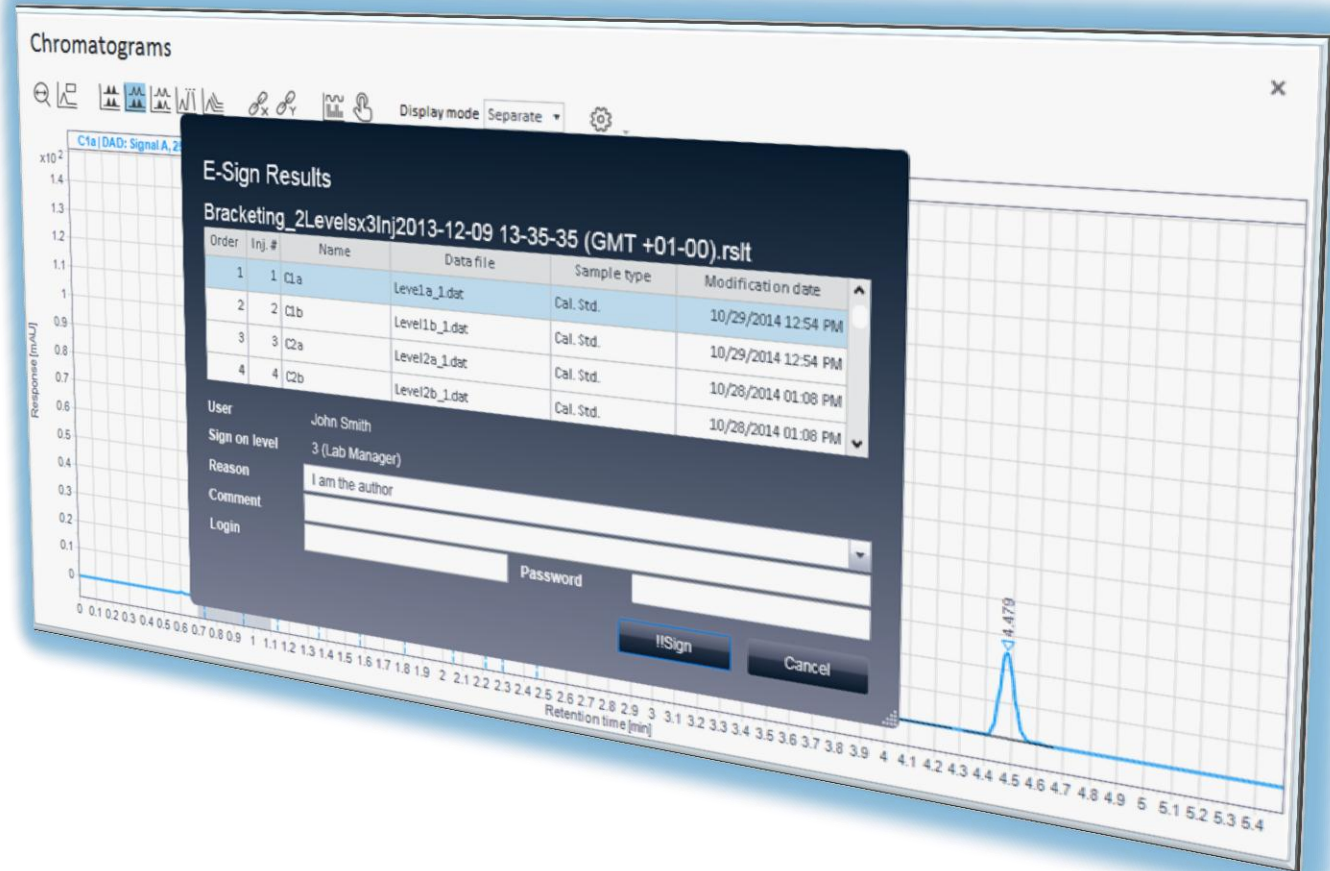 Chromatograms
Display mode Separate
C1a | DAD: Signal A, 25
x10 2
1.4
1.3
1.2
1.1
1
0.9
0.8
0.7
0.6
0.5
0.4
0.3
0.2
0.1
0
Response [mAU]
E-Sign Results
Bracketing_2Levelsx3Inj2013-12-09 13-35-35 (GMT +01-00).rslt
Order Inj. # Name Data file Sample type Modification date
1 1 C1a Leve1a_1.dat Cal. Std. 10/29/2014 12:54 PM
2 2 C1b Level1b_1.dat Cal. Std. 10/29/2014 12:54 PM
3 3 C2a Level2a_1.dat Cal. Std. 10/28/2014 01:08 PM
4 4 C2b Level2b_1.dat Cal. Std. 10/28/2014 01:08 PM
User John Smith
Sign on level 3 (Lab Manager)
Reason I am the author
Comment
Login Password
!!Sign Cancel
4.479
0 0.1 0.2 0.3 0.4 0.5 0.6 0.7 0.8 0.9 1 1.1 1.2 1.3 1.4 1.5 1.6 1.7 1.8 1.9 2 2.1 2.2 2.3 2.4 2.5 2.6 2.7 2.8 2.9 3 3.1 3.2 3.3 3.4 3.5 3.6 3.7 3.8 3.9 4 4.1 4.2 4.3 4.4 4.5 4.6 4.7 4.8 4.9 5 5.1 5.2 5.3 5.4
Retention time [min]